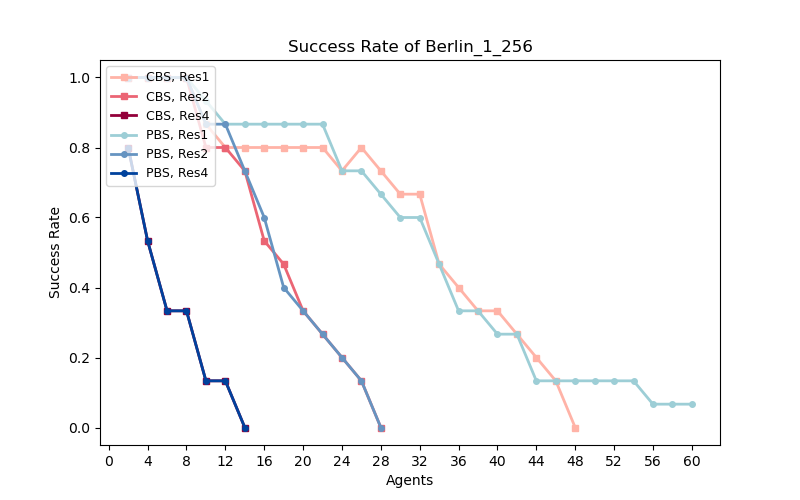 Success Rate of Berlin_1_256
CBS, Res1
CBS, Res2
CBS, Res4
PBS, Res1
PBS, Res2
PBS, Res4
Success Rate
1.0
0.8
0.6
0.4
0.2
0.0
0 4 8 12 16 20 24 28 32 36 40 44 48 52 56 60
Agents